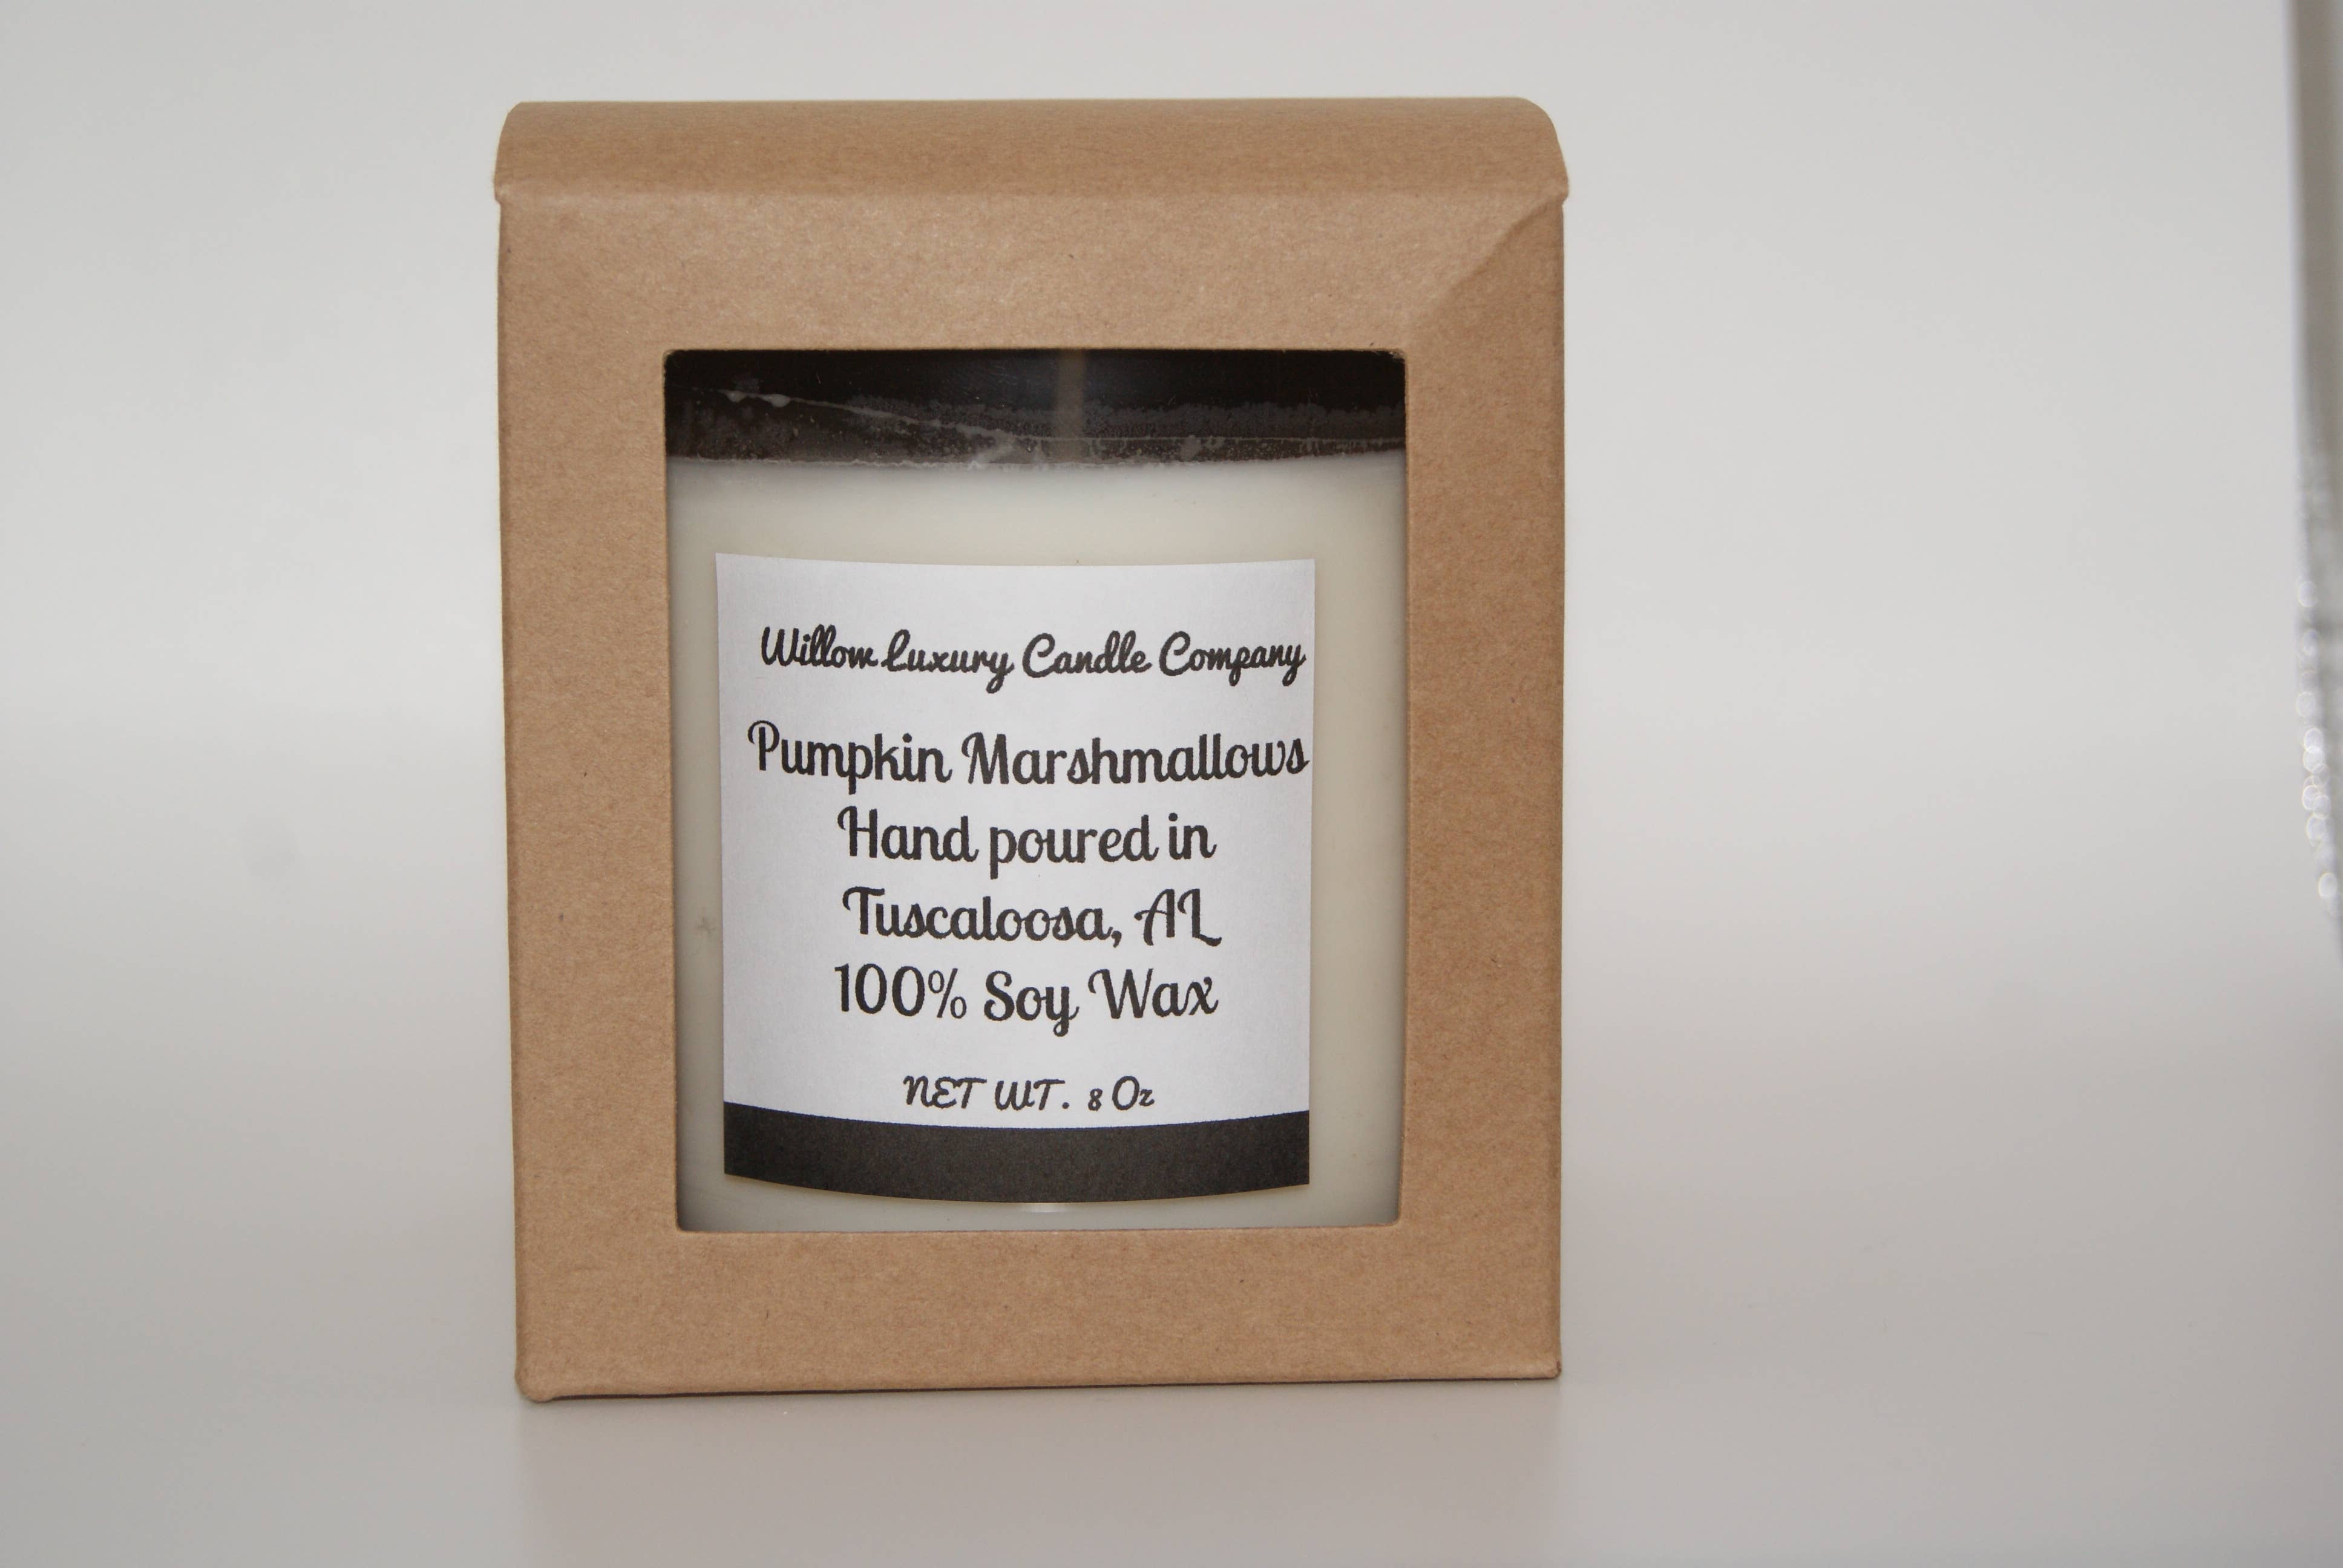 Willow Luxury Candle Company
Pumpkin Marshmallows
Hand poured in
Tuscaloosa, AL
100% Soy Wax
NET WT. 8 Oz